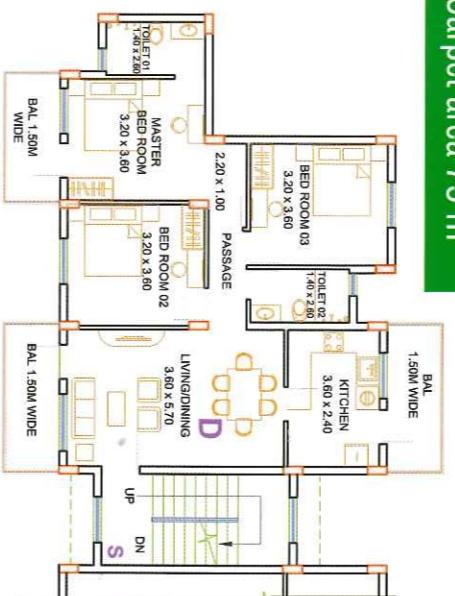 TOILET 01
1.40 x 2.60
MASTER
BED ROOM
3.20 x 3.60
BAL 1.50M
WIDE
2.20 x 1.00
PASSAGE
BED ROOM 03
3.20 x 3.60
BED ROOM 02
3.20 x 3.60
TOILET 02
1.40 x 2.60
BAL
1.50M WIDE
KITCHEN
3.60 x 2.40
LIVING/DINING
3.60 x 5.70
D
BAL 1.50M WIDE
UP
DN
S